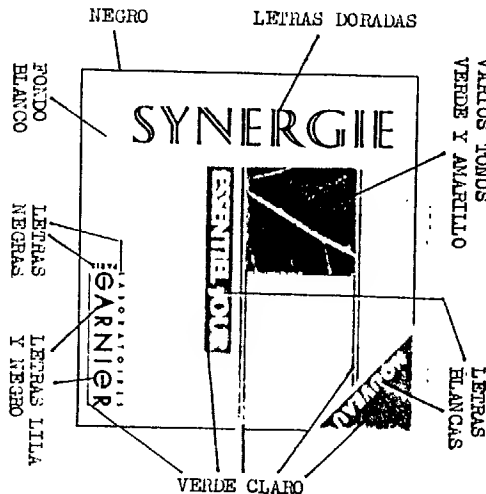 NEGRO
LETRAS DORADAS
VARIOS TONOS
VERDE Y AMARILLO
FONDO
BLANCO
SYNERGIE
ESSENTIEL JOUR
NOUVEAU
LETRAS
NEGRAS
LABORATOIRES
GARNIER
LETRAS LILA
Y NEGRO
LETRAS
BLANCAS
VERDE CLARO